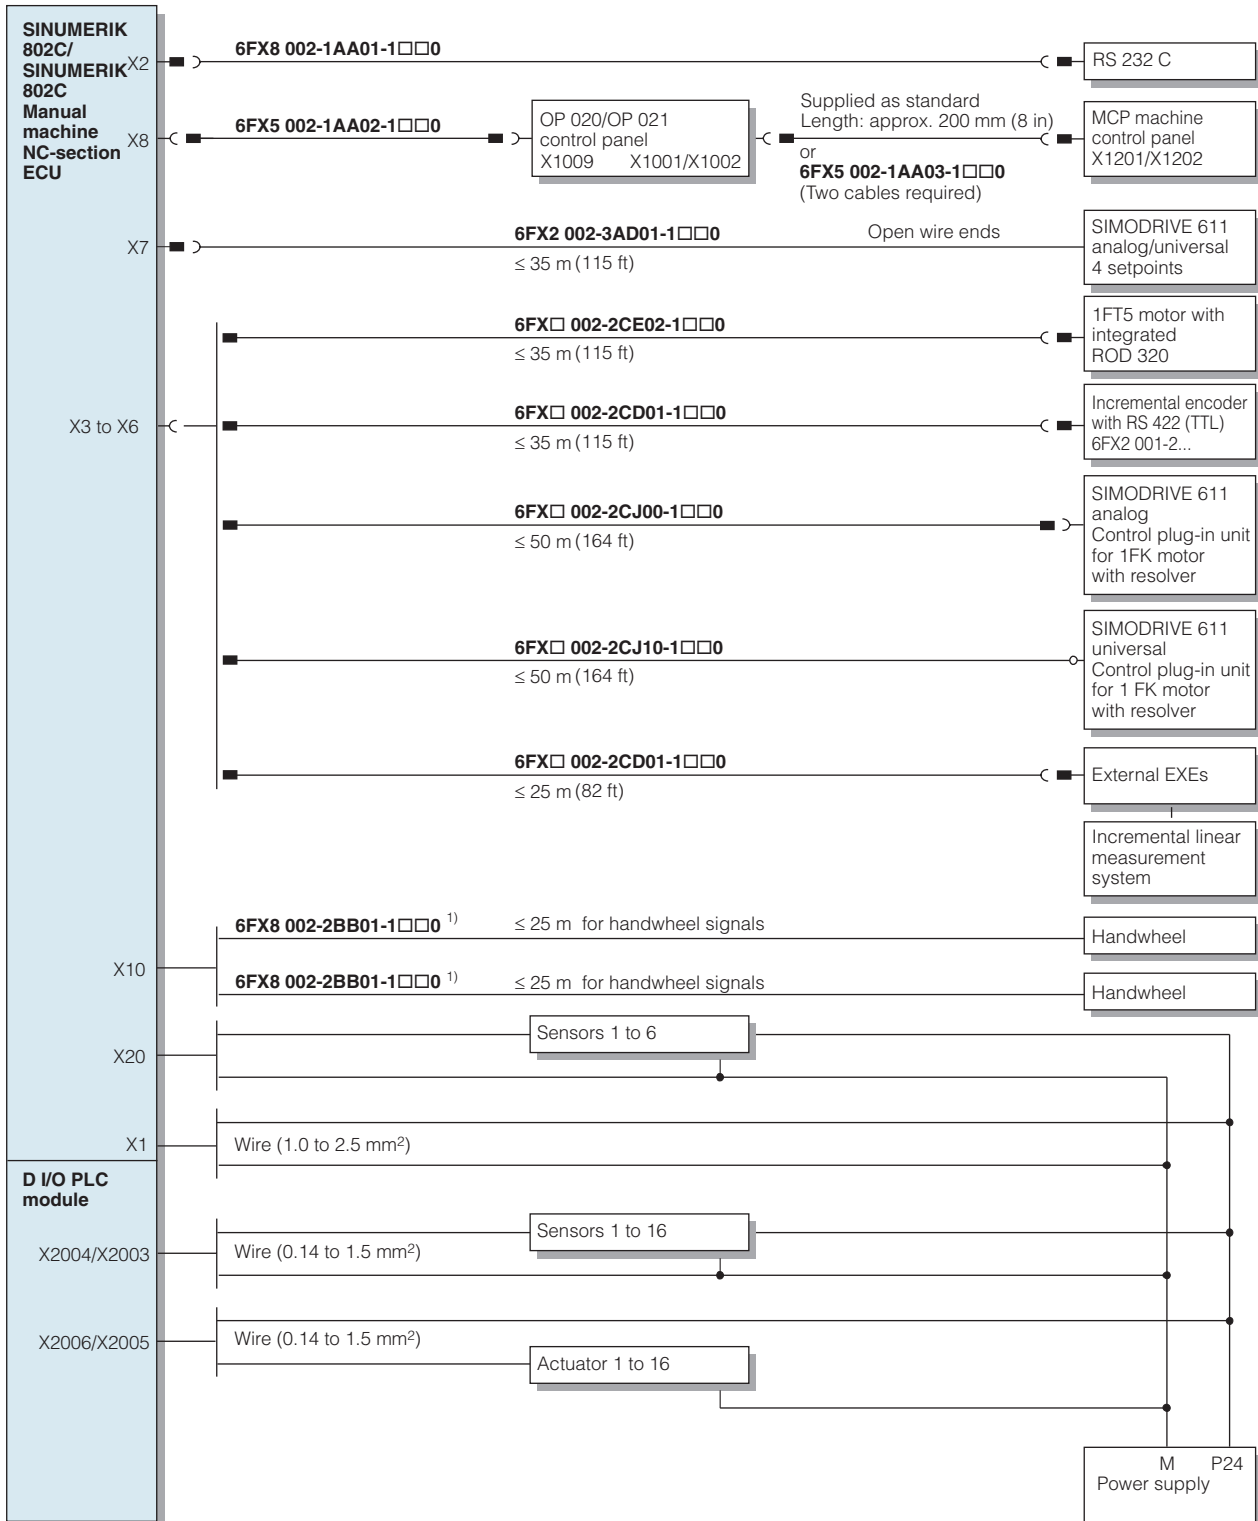 SINUMERIK
802C/
SINUMERIK
802C
Manual
machine
NC-section
ECU
X2
6FX8 002-1AA01-1□□0
RS 232 C
X8
6FX5 002-1AA02-1□□0
OP 020/OP 021
control panel
X1009 X1001/X1002
Supplied as standard
Length: approx. 200 mm (8 in)
or
6FX5 002-1AA03-1□□0
(Two cables required)
MCP machine
control panel
X1201/X1202
X7
6FX2 002-3AD01-1□□0
≤ 35 m (115 ft)
Open wire ends
SIMODRIVE 611
analog/universal
4 setpoints
X3 to X6
6FX□ 002-2CE02-1□□0
≤ 35 m (115 ft)
1FT5 motor with
integrated
ROD 320
6FX□ 002-2CD01-1□□0
≤ 35 m (115 ft)
Incremental encoder
with RS 422 (TTL)
6FX2 001-2...
6FX□ 002-2CJ00-1□□0
≤ 50 m (164 ft)
SIMODRIVE 611
analog
Control plug-in unit
for 1FK motor
with resolver
6FX□ 002-2CJ10-1□□0
≤ 50 m (164 ft)
SIMODRIVE 611
universal
Control plug-in unit
for 1 FK motor
with resolver
6FX□ 002-2CD01-1□□0
≤ 25 m (82 ft)
External EXEs
Incremental linear
measurement
system
X10
6FX8 002-2BB01-1□□0 1) ≤ 25 m for handwheel signals
Handwheel
6FX8 002-2BB01-1□□0 1) ≤ 25 m for handwheel signals
Handwheel
X20
Sensors 1 to 6
X1
Wire (1.0 to 2.5 mm²)
D I/O PLC
module
X2004/X2003
Wire (0.14 to 1.5 mm²)
Sensors 1 to 16
X2006/X2005
Wire (0.14 to 1.5 mm²)
Actuator 1 to 16
M P24
Power supply